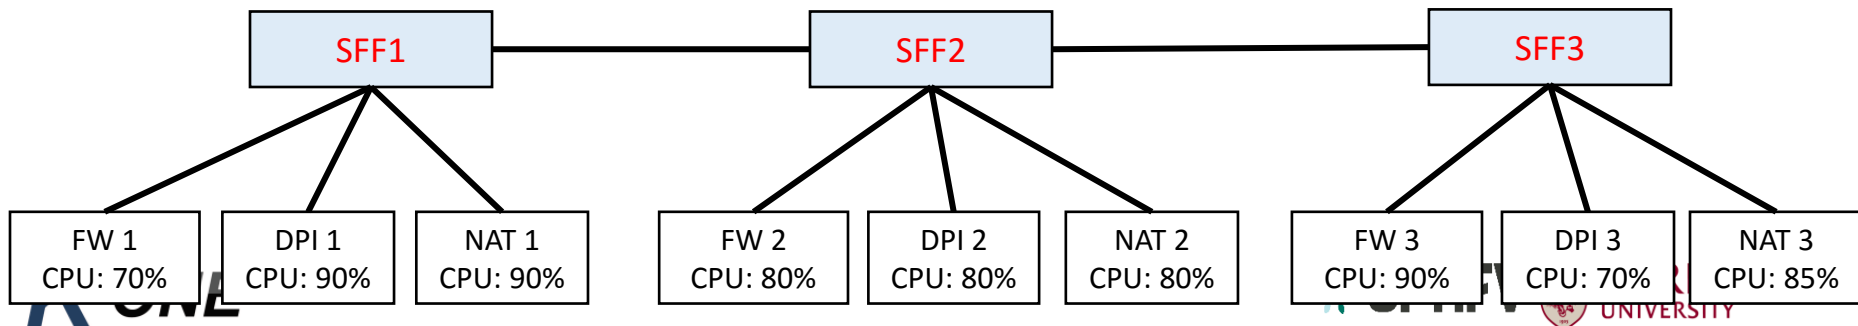 SFF1
SFF2
SFF3
FW 1
CPU: 70%
DPI 1
CPU: 90%
NAT 1
CPU: 90%
FW 2
CPU: 80%
DPI 2
CPU: 80%
NAT 2
CPU: 80%
FW 3
CPU: 90%
DPI 3
CPU: 70%
NAT 3
CPU: 85%
UNIVERSITY